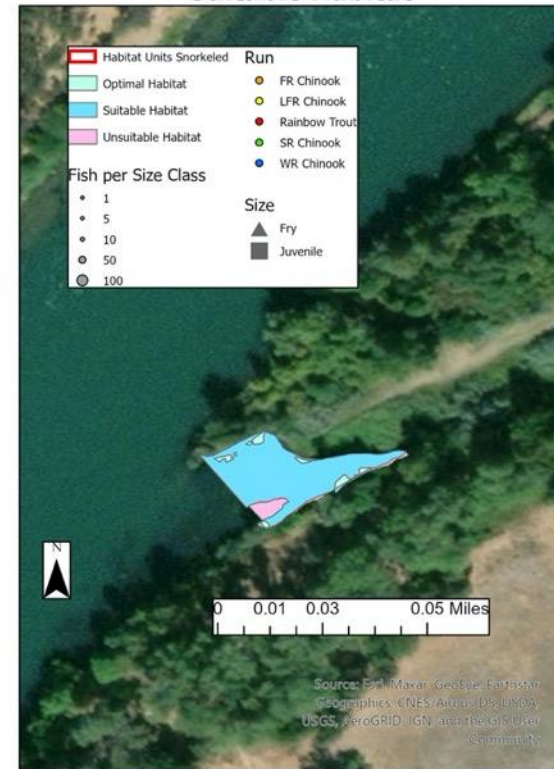 Habitat Units Snorkeled
Optimal Habitat
Suitable Habitat
Unsuitable Habitat
Fish per Size Class
1
5
10
50
100
Run
FR Chinook
LFR Chinook
Rainbow Trout
SR Chinook
WR Chinook
Size
Fry
Juvenile
N
0 0.01 0.03 0.05 Miles
Source: Esri, Maxar, GeoEye, Earthstar
Geographics, CNES/Airbus DS, USDA,
USGS, AeroGRID, IGN, and the GIS User
Community